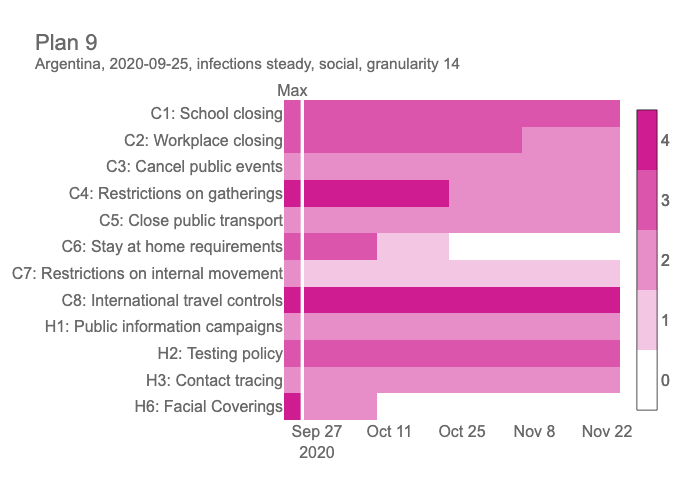 Plan 9
Argentina, 2020-09-25, infections steady, social, granularity 14
Max
C1: School closing
C2: Workplace closing
C3: Cancel public events
C4: Restrictions on gatherings
C5: Close public transport
C6: Stay at home requirements
C7: Restrictions on internal movement
C8: International travel controls
H1: Public information campaigns
H2: Testing policy
H3: Contact tracing
H6: Facial Coverings
Sep 27 Oct 11 Oct 25 Nov 8 Nov 22
2020
4
3
2
1
0